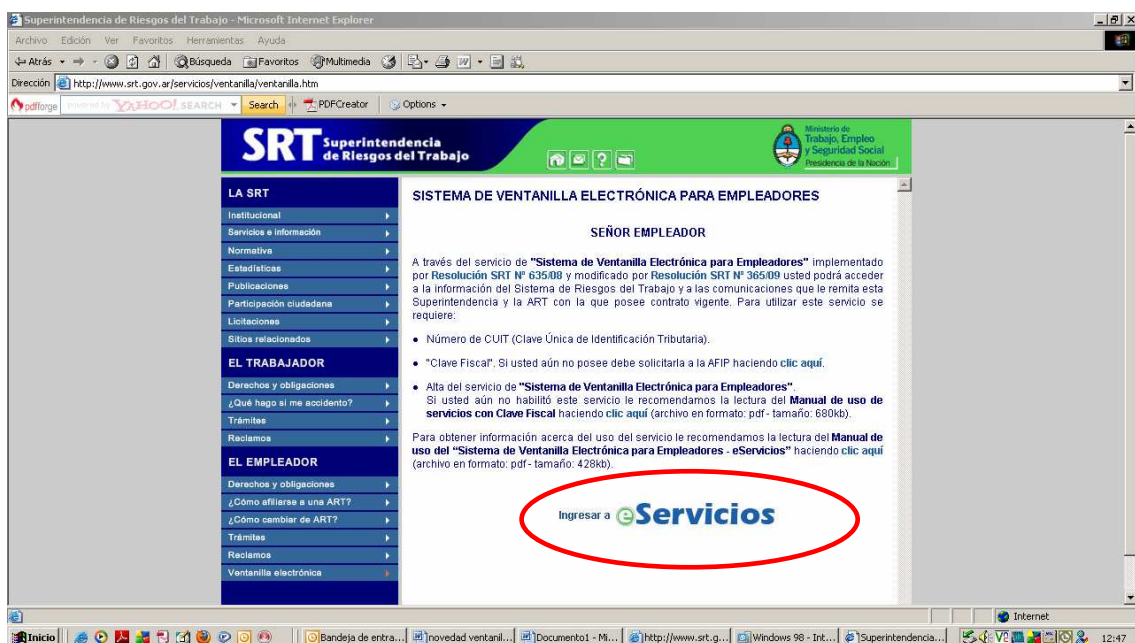 Superintendencia de Riesgos del Trabajo - Microsoft Internet Explorer
Archivo Edición Ver Favoritos Herramientas Ayuda
Atrás Búsqueda Favoritos Multimedia
Dirección http://www.srt.gov.ar/servicios/ventanilla/ventanilla.htm
pdfforge powered by YAHOO! SEARCH Search PDFCreator Options
SRT Superintendencia de Riesgos del Trabajo
Ministerio de
Trabajo, Empleo
y Seguridad Social
Presidencia de la Nación
LA SRT
Institucional
Servicios e información
Normativa
Estadísticas
Publicaciones
Participación ciudadana
Licitaciones
Sitios relacionados
EL TRABAJADOR
Derechos y obligaciones
¿Qué hago si me accidento?
Trámites
Reclamos
EL EMPLEADOR
Derechos y obligaciones
¿Cómo afiliarse a una ART?
¿Cómo cambiar de ART?
Trámites
Reclamos
Ventanilla electrónica
SISTEMA DE VENTANILLA ELECTRÓNICA PARA EMPLEADORES
SEÑOR EMPLEADOR
A través del servicio de "Sistema de Ventanilla Electrónica para Empleadores" implementado
por Resolución SRT Nº 635/08 y modificado por Resolución SRT Nº 365/09 usted podrá acceder
a la información del Sistema de Riesgos del Trabajo y a las comunicaciones que le remita esta
Superintendencia y la ART con la que posee contrato vigente. Para utilizar este servicio se
requiere:
• Número de CUIT (Clave Única de Identificación Tributaria).
• "Clave Fiscal". Si usted aún no posee debe solicitarla a la AFIP haciendo clic aquí.
• Alta del servicio de "Sistema de Ventanilla Electrónica para Empleadores".
Si usted aún no habilitó este servicio le recomendamos la lectura del Manual de uso de
servicios con Clave Fiscal haciendo clic aquí (archivo en formato: pdf - tamaño: 680kb).
Para obtener información acerca del uso del servicio le recomendamos la lectura del Manual de
uso del "Sistema de Ventanilla Electrónica para Empleadores - eServicios" haciendo clic aquí
(archivo en formato: pdf - tamaño: 428kb).
Ingresar a eServicios
Internet
Inicio Bandeja de entra... novedad ventanil... Documento1 - Mi... http://www.srt.g... Windows 98 - Int... Superintendencia... 12:47